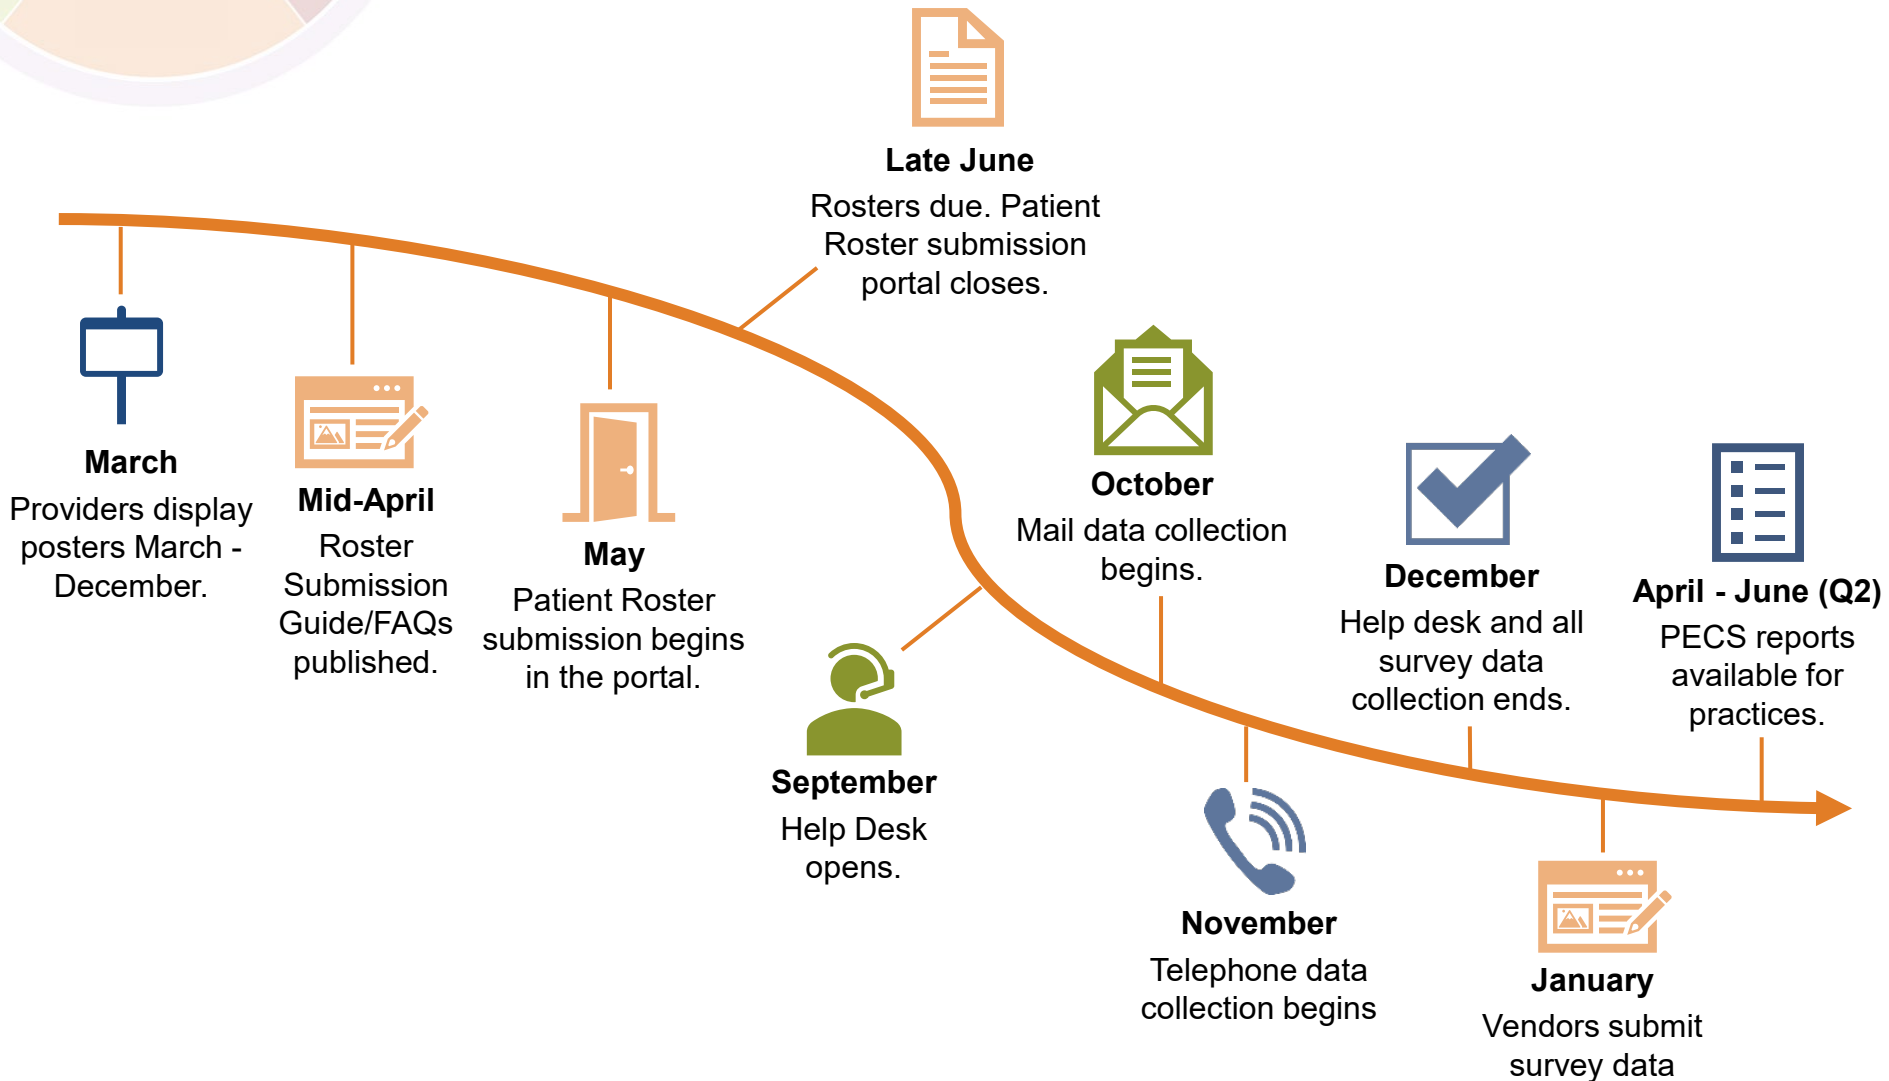 March
Providers display
posters March -
December.
Mid-April
Roster
Submission
Guide/FAQs
published.
May
Patient Roster
submission begins
in the portal.
Late June
Rosters due. Patient
Roster submission
portal closes.
September
Help Desk
opens.
October
Mail data collection
begins.
November
Telephone data
collection begins
December
Help desk and all
survey data
collection ends.
January
Vendors submit
survey data
April - June (Q2)
PECS reports
available for
practices.